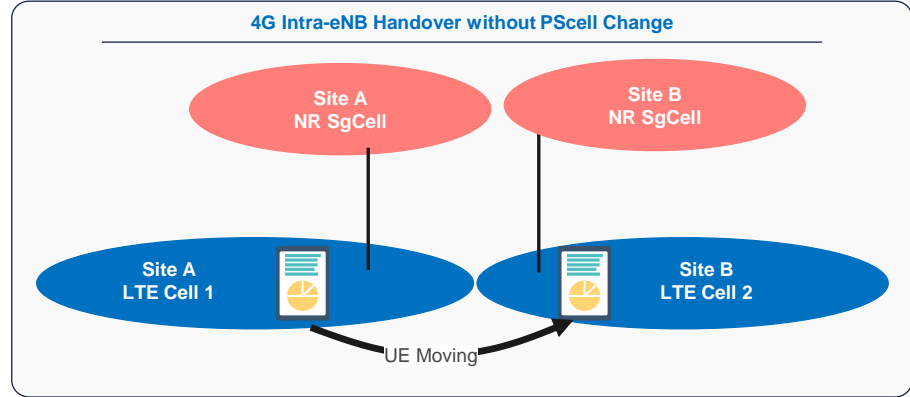 4G Intra-eNB Handover without PScell Change
Site A
NR SgCell
Site B
NR SgCell
Site A
LTE Cell 1
Site B
LTE Cell 2
UE Moving